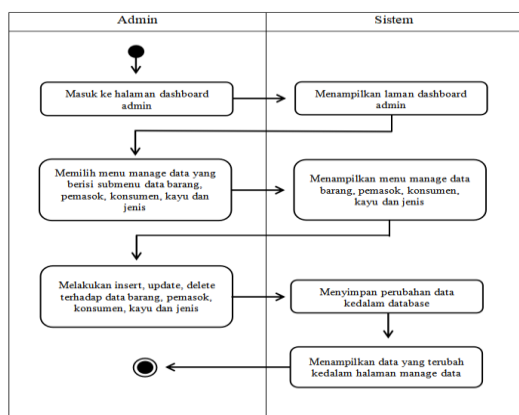 Admin
Sistem
Masuk ke halaman dashboard
admin
Menampilkan laman dashboard
admin
Memilih menu manage data yang
berisi submenu data barang,
pemasok, konsumen, kayu dan
jenis
Menampilkan menu manage data
barang, pemasok, konsumen,
kayu dan jenis
Melakukan insert, update, delete
terhadap data barang, pemasok,
konsumen, kayu dan jenis
Menyimpan perubahan data
kedalam database
Menampilkan data yang terubah
kedalam halaman manage data